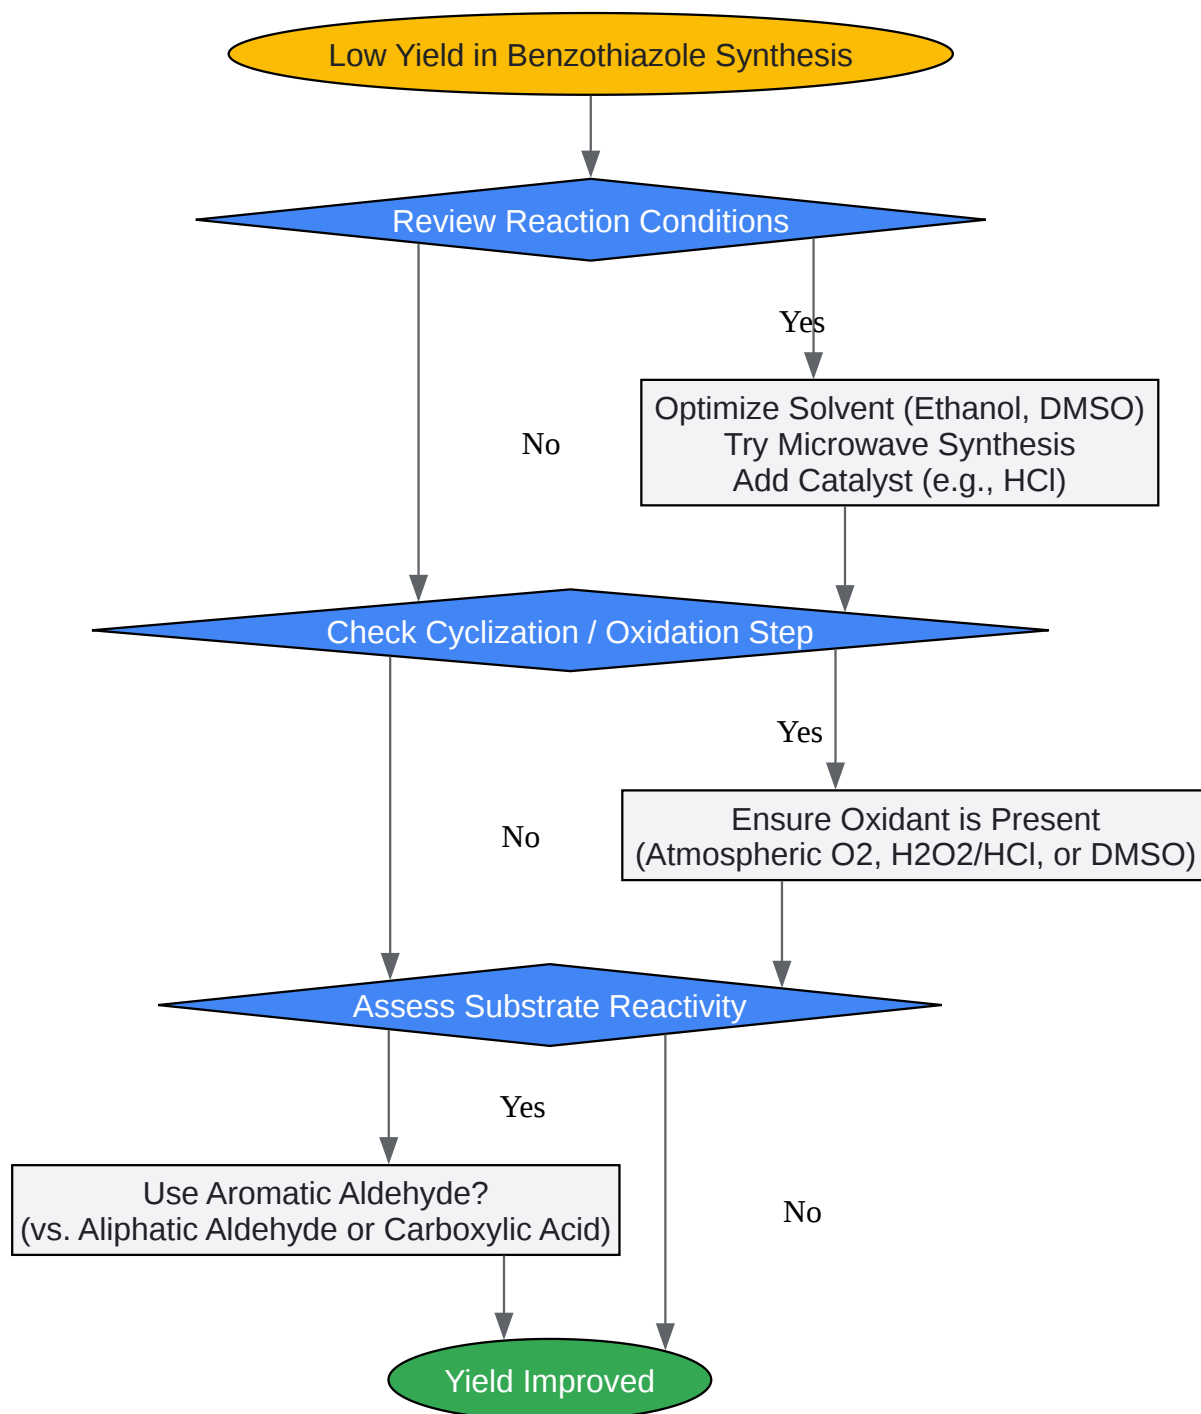 Low Yield in Benzothiazole Synthesis
Review Reaction Conditions
Yes
No
Optimize Solvent (Ethanol, DMSO)
Try Microwave Synthesis
Add Catalyst (e.g., HCl)
Check Cyclization / Oxidation Step
Yes
No
Ensure Oxidant is Present
(Atmospheric O2, H2O2/HCl, or DMSO)
Assess Substrate Reactivity
Yes
No
Use Aromatic Aldehyde?
(vs. Aliphatic Aldehyde or Carboxylic Acid)
Yield Improved